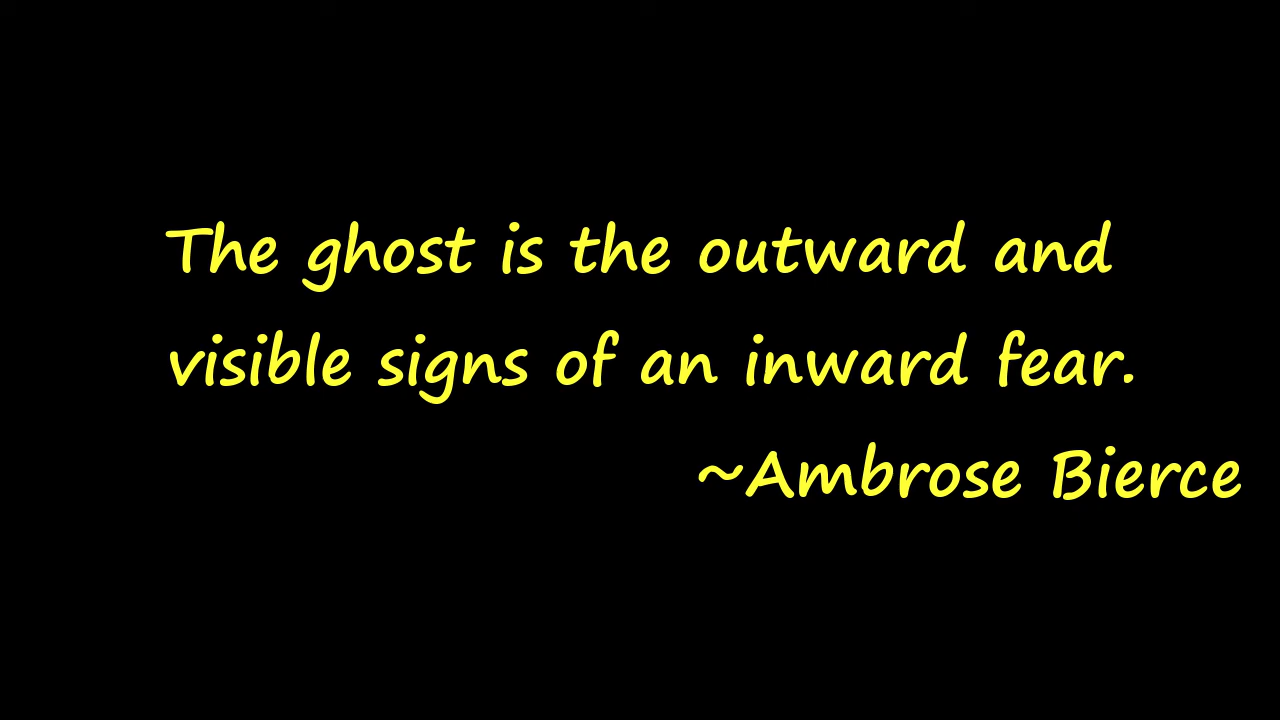 The ghost is the outward and
visible signs of an inward fear.
~Ambrose Bierce